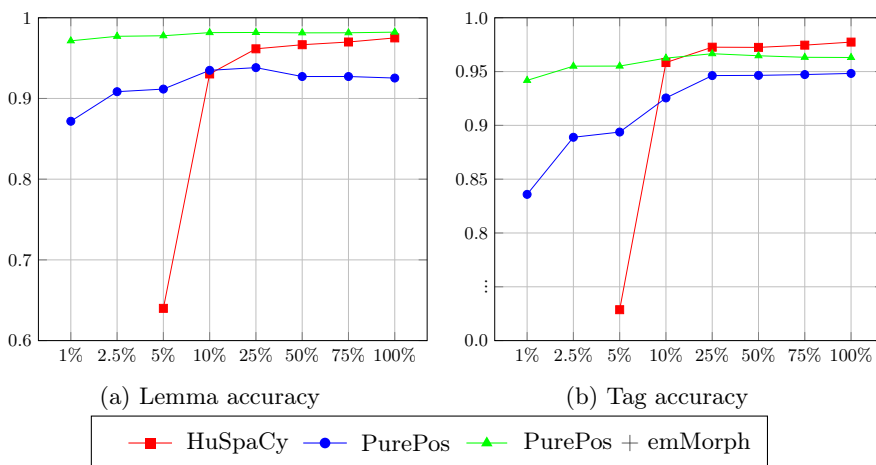 1
0.9
0.8
0.7
0.6
1% 2.5% 5% 10% 25% 50% 75% 100%
(a) Lemma accuracy
1.0
0.95
0.9
0.85
0.8
⋮
0.0
1% 2.5% 5% 10% 25% 50% 75% 100%
(b) Tag accuracy
HuSpaCy PurePos PurePos + emMorph